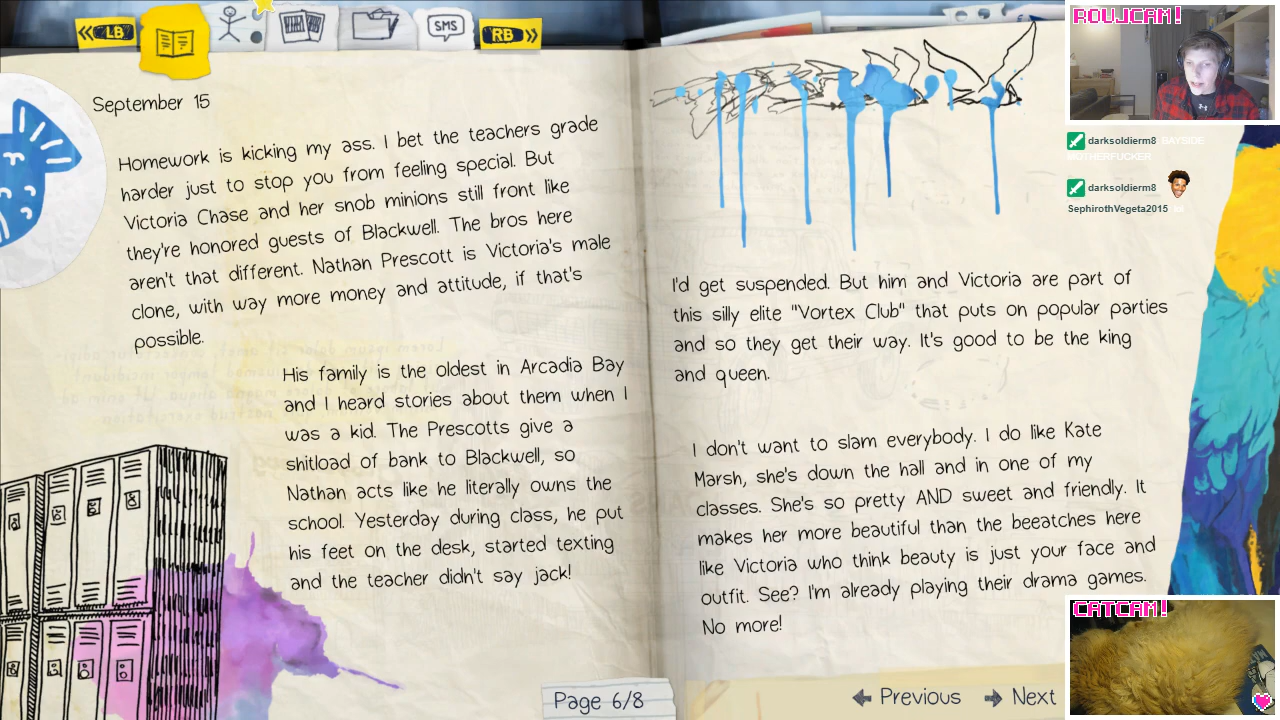 LB
SMS
RB
September 15
Homework is kicking my ass. I bet the teachers grade
harder just to stop you from feeling special. But
Victoria Chase and her snob minions still front like
they're honored guests of Blackwell. The bros here
aren't that different. Nathan Prescott is Victoria's male
clone, with way more money and attitude, if that's
possible.
His family is the oldest in Arcadia Bay
and I heard stories about them when I
was a kid. The Prescotts give a
shitload of bank to Blackwell, so
Nathan acts like he literally owns the
school. Yesterday during class, he put
his feet on the desk, started texting
and the teacher didn't say jack!
I'd get suspended. But him and Victoria are part of
this silly elite "Vortex Club" that puts on popular parties
and so they get their way. It's good to be the king
and queen.
I don't want to slam everybody. I do like Kate
Marsh, she's down the hall and in one of my
classes. She's so pretty AND sweet and friendly. It
makes her more beautiful than the beeatches here
like Victoria who think beauty is just your face and
outfit. See? I'm already playing their drama games.
No more!
Page 6/8
Previous
Next
ROUJCAM!
darksoldierm8 BAYSIDE
MOTHERFUCKER
darksoldierm8
SephirothVegeta2015
CATCAM!